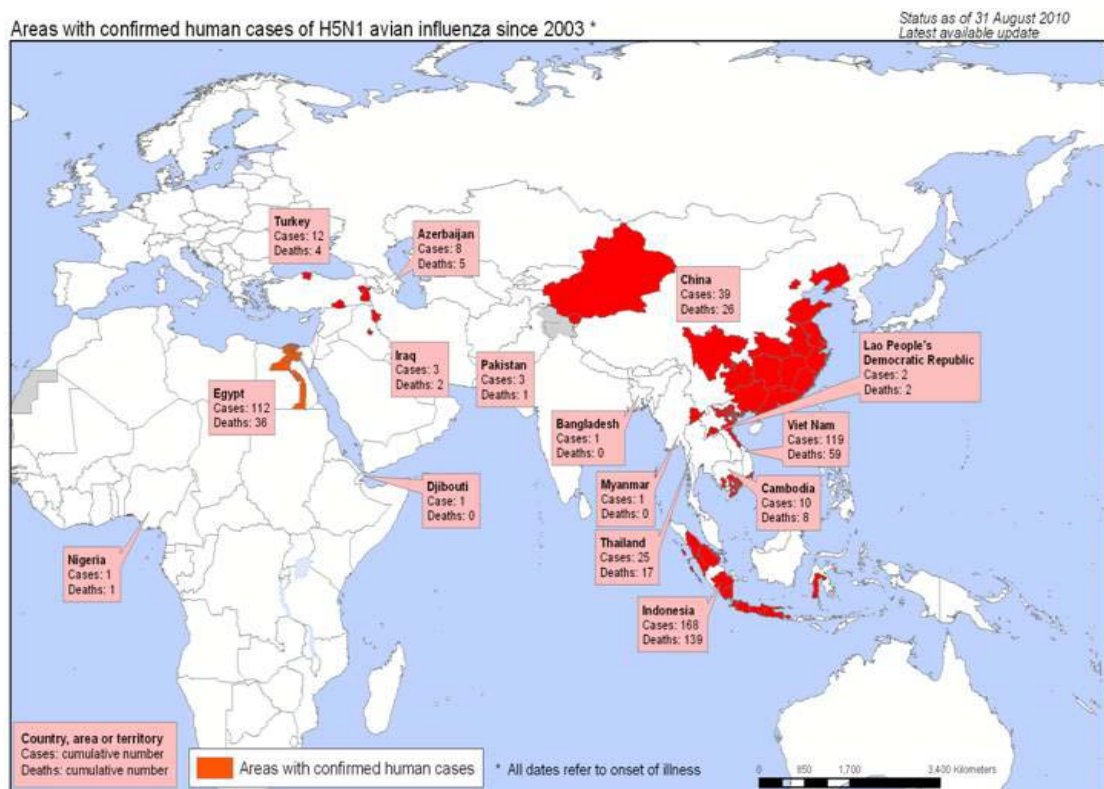 Areas with confirmed human cases of H5N1 avian influenza since 2003 *
Status as of 31 August 2010
Latest available update
Turkey
Cases: 12
Deaths: 4
Azerbaijan
Cases: 8
Deaths: 5
China
Cases: 39
Deaths: 26
Lao People's
Democratic Republic
Cases: 2
Deaths: 2
Iraq
Cases: 3
Deaths: 2
Pakistan
Cases: 3
Deaths: 1
Egypt
Cases: 112
Deaths: 36
Bangladesh
Cases: 1
Deaths: 0
Viet Nam
Cases: 119
Deaths: 59
Djibouti
Case: 1
Deaths: 0
Myanmar
Cases: 1
Deaths: 0
Cambodia
Cases: 10
Deaths: 8
Nigeria
Cases: 1
Deaths: 1
Thailand
Cases: 25
Deaths: 17
Indonesia
Cases: 168
Deaths: 139
Country, area or territory
Cases: cumulative number
Deaths: cumulative number
Areas with confirmed human cases
* All dates refer to onset of illness
0 850 1,700 3,400 Kilometers